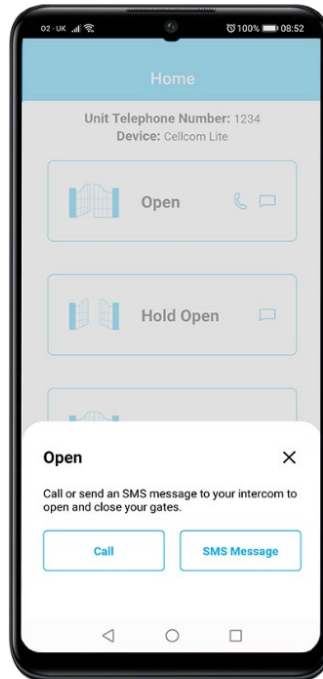 02-UK 100% 08:52
Home
Unit Telephone Number: 1234
Device: Cellcom Lite
Open
Hold Open
Open
Call or send an SMS message to your intercom to
open and close your gates.
Call SMS Message